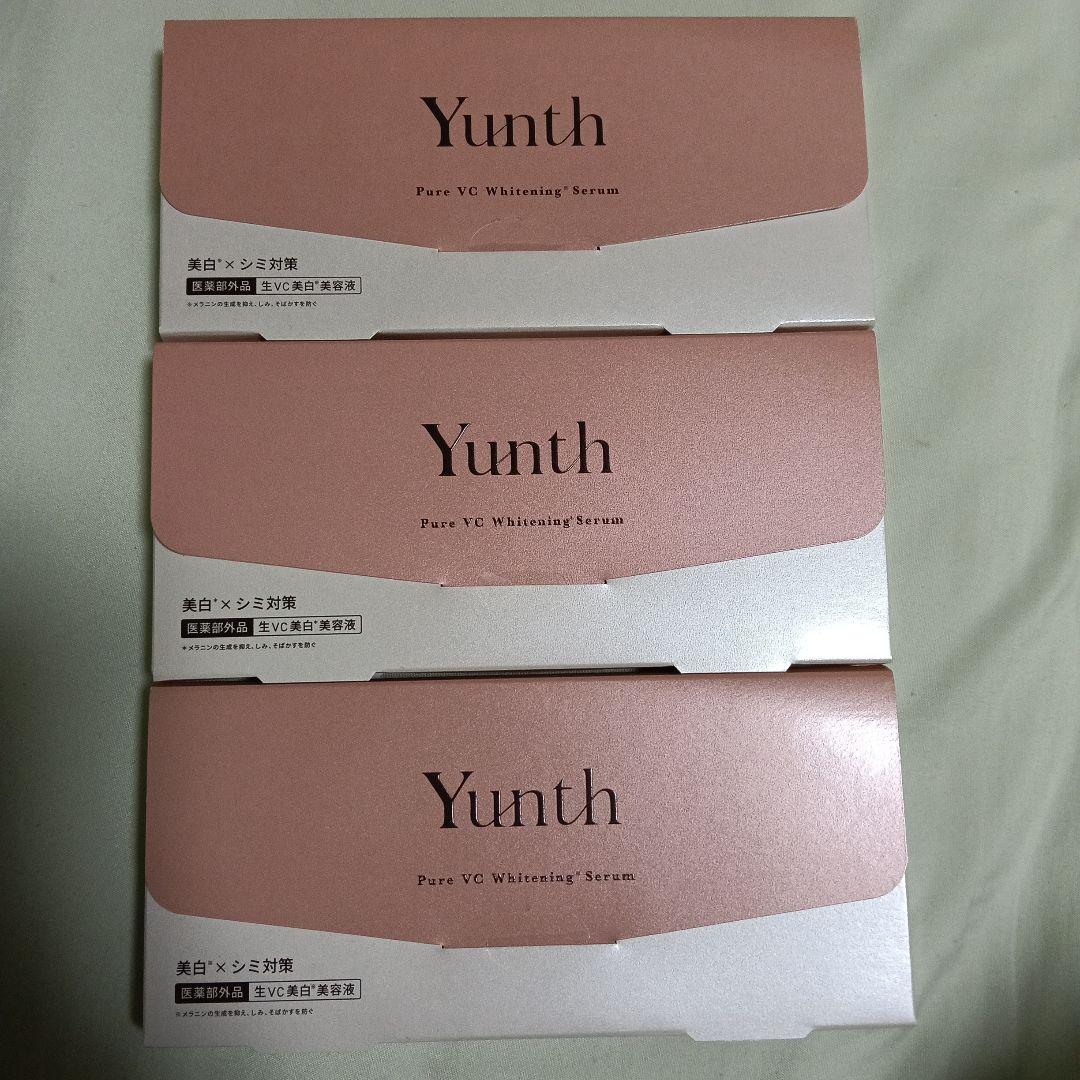 Yunth
Pure VC Whitening※Serum
美白※×シミ対策
医薬部外品 生VC美白※美容液
※メラニンの生成を抑え、しみ、そばかすを防ぐ
Yunth
Pure VC Whitening*Serum
美白*×シミ対策
医薬部外品 生VC美白*美容液
*メラニンの生成を抑え、しみ、そばかすを防ぐ
Yunth
Pure VC Whitening※Serum
美白※×シミ対策
医薬部外品 生VC美白※美容液
※メラニンの生成を抑え、しみ、そばかすを防ぐ